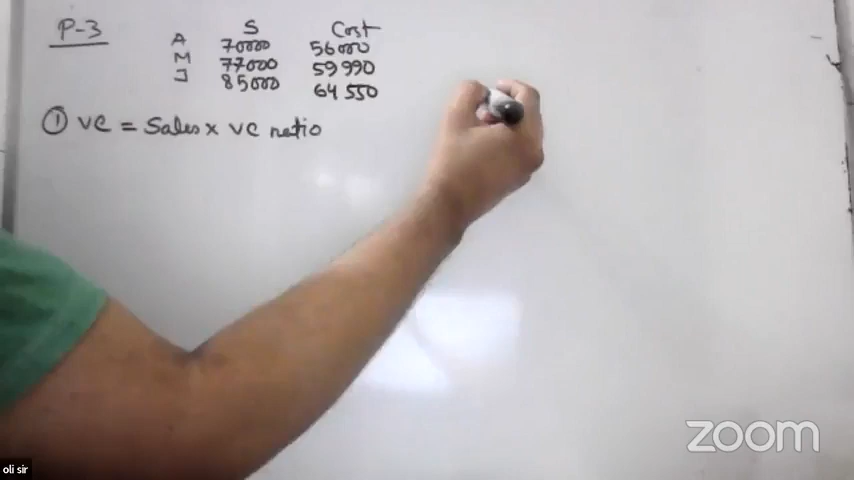 P-3
S Cost
A 70000 56000
M 77000 59990
J 85000 64550
① VC = Sales x VC ratio
zoom
oli sir